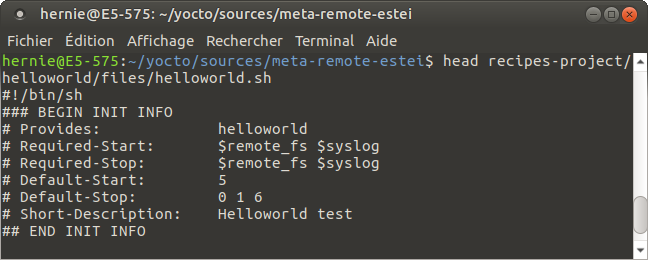 hernie@E5-575: ~/yocto/sources/meta-remote-estei
Fichier Édition Affichage Rechercher Terminal Aide
hernie@E5-575:~/yocto/sources/meta-remote-estei$ head recipes-project/
helloworld/files/helloworld.sh
#!/bin/sh
### BEGIN INIT INFO
# Provides:             helloworld
# Required-Start:       $remote_fs $syslog
# Required-Stop:        $remote_fs $syslog
# Default-Start:        5
# Default-Stop:         0 1 6
# Short-Description:    Helloworld test
## END INIT INFO